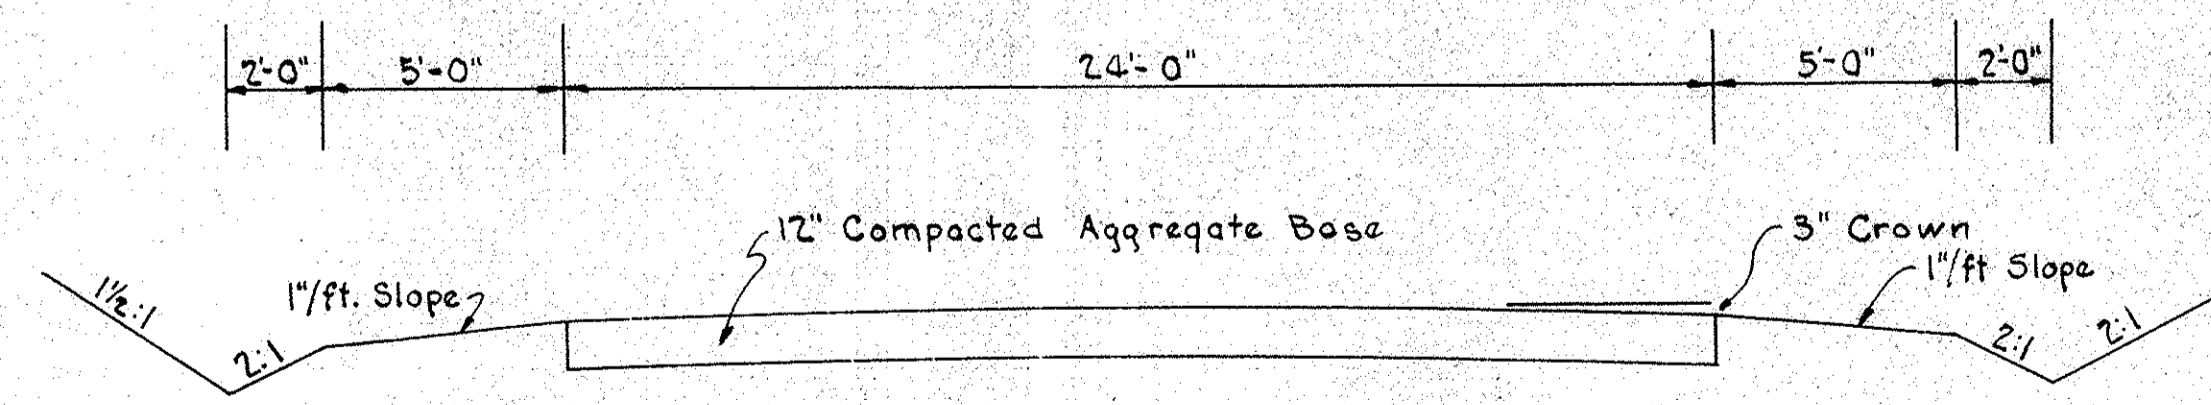 2'-0" 5'-0" 24'-0" 5'-0" 2'-0"
12" Compacted Aggregate Base
3" Crown
1"/ft. Slope
1"/ft Slope
1½:1
2:1
2:1
2:1